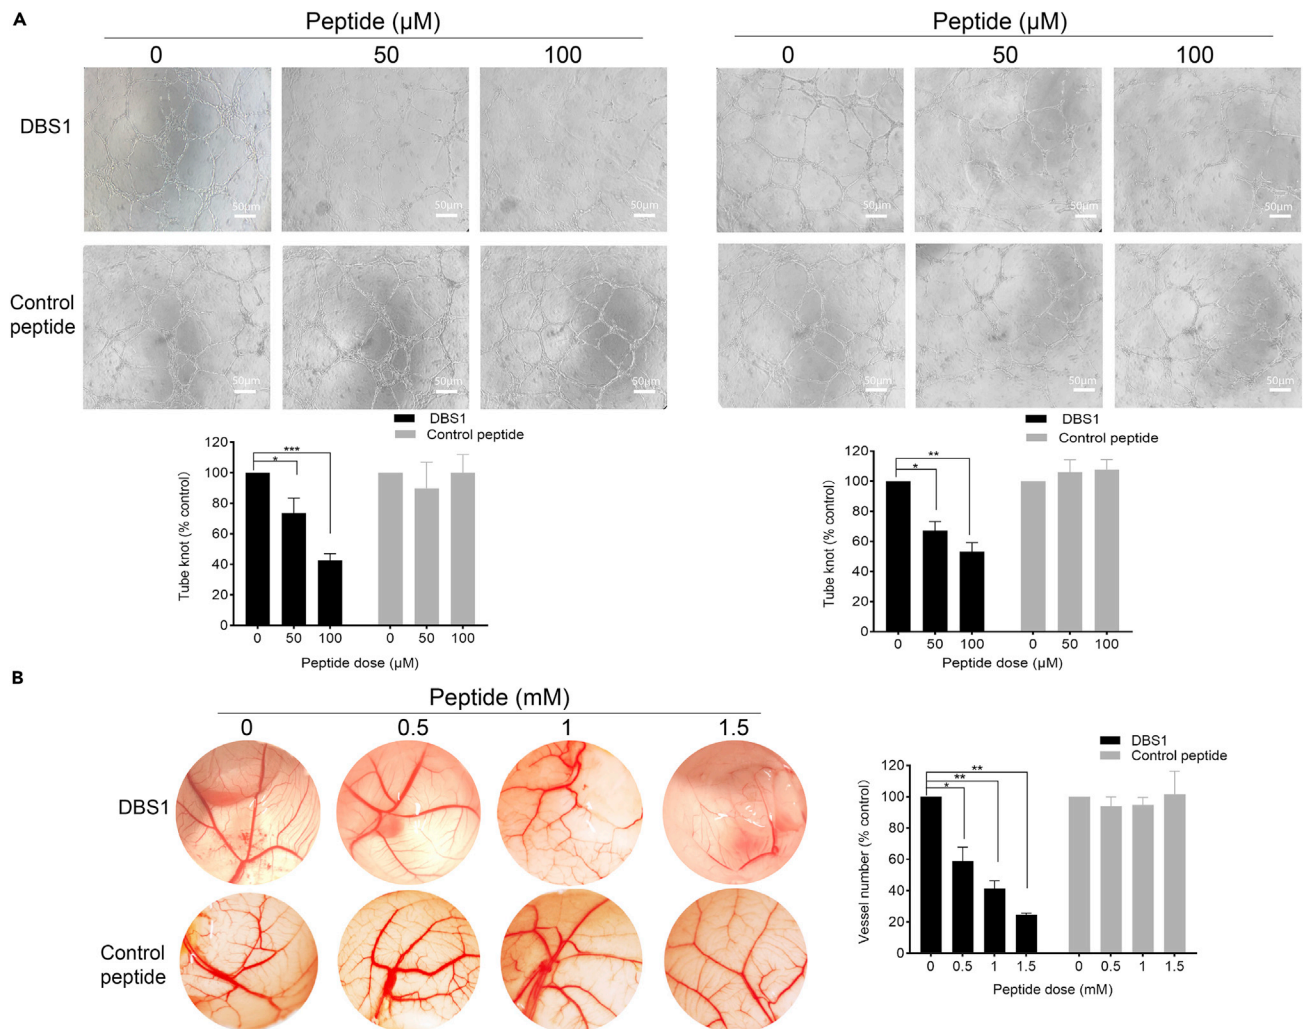 A
Peptide (µM)
0 50 100
DBS1
50µm 50µm 50µm
Control
peptide
50µm 50µm 50µm
Peptide (µM)
0 50 100
50µm 50µm 50µm
50µm 50µm 50µm
DBS1
Control peptide
120
100
80
60
40
20
0
Tube knot (% control)
***
*
0 50 100 0 50 100
Peptide dose (µM)
DBS1
Control peptide
120
100
80
60
40
20
0
Tube knot (% control)
**
*
0 50 100 0 50 100
Peptide dose (µM)
B
Peptide (mM)
0 0.5 1 1.5
DBS1
Control
peptide
DBS1
Control peptide
120
100
80
60
40
20
0
Vessel number (% control)
**
**
*
0 0.5 1 1.5 0 0.5 1 1.5
Peptide dose (mM)